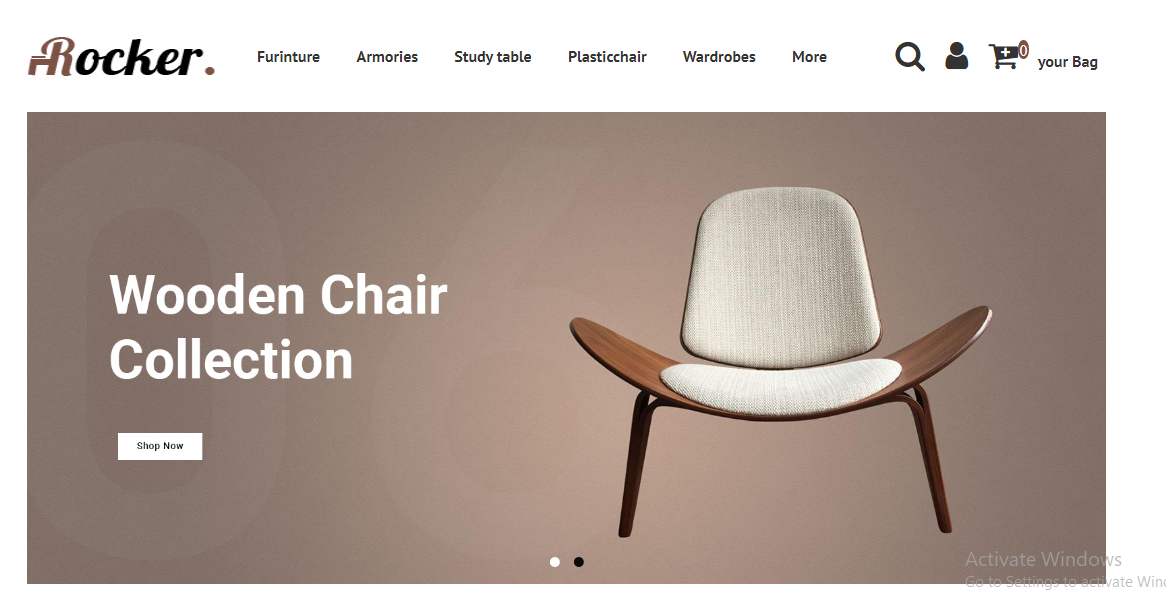 Rocker.
Furinture Armories Study table Plasticchair Wardrobes More
0 your Bag
06
Wooden Chair
Collection
Shop Now
Activate Windows
Go to Settings to activate Win